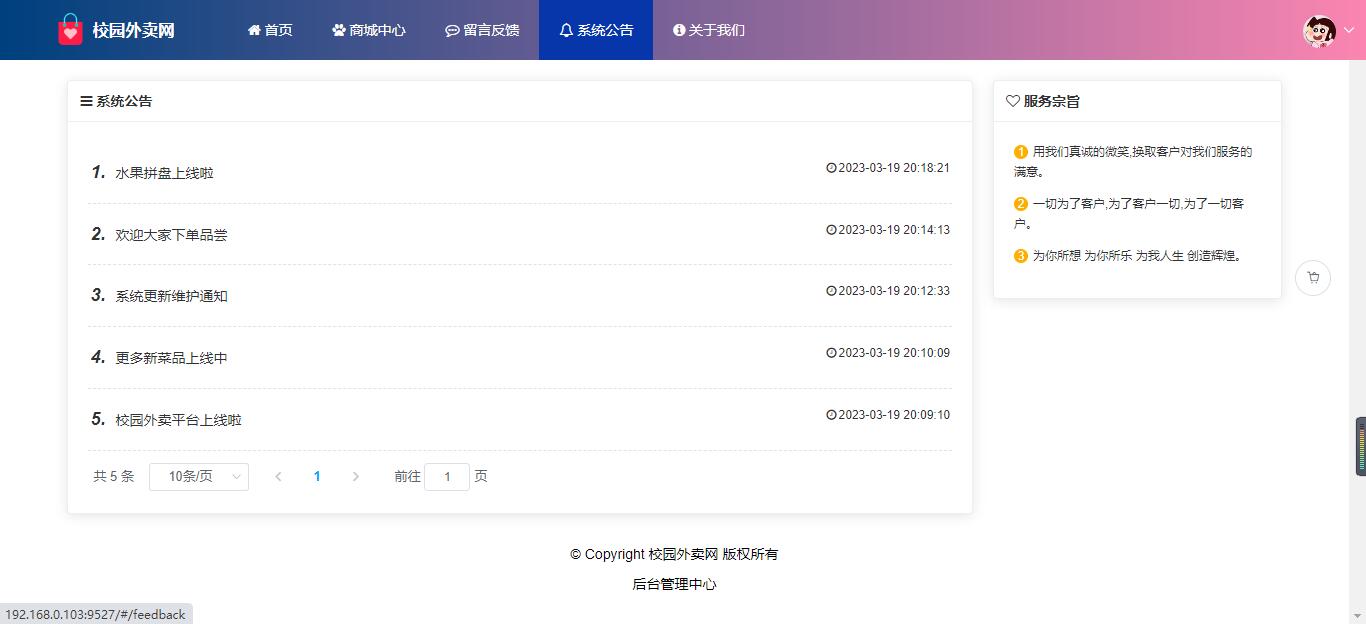 校园外卖网
首页
商城中心
留言反馈
系统公告
关于我们
系统公告
1. 水果拼盘上线啦
2023-03-19 20:18:21
2. 欢迎大家下单品尝
2023-03-19 20:14:13
3. 系统更新维护通知
2023-03-19 20:12:33
4. 更多新菜品上线中
2023-03-19 20:10:09
5. 校园外卖平台上线啦
2023-03-19 20:09:10
共 5 条
10条/页
1
前往 1 页
服务宗旨
1 用我们真诚的微笑,换取客户对我们服务的
满意。
2 一切为了客户,为了客户一切,为了一切客
户。
3 为你所想 为你所乐 为我人生 创造辉煌。
© Copyright 校园外卖网 版权所有
后台管理中心
192.168.0.103:9527/#/feedback